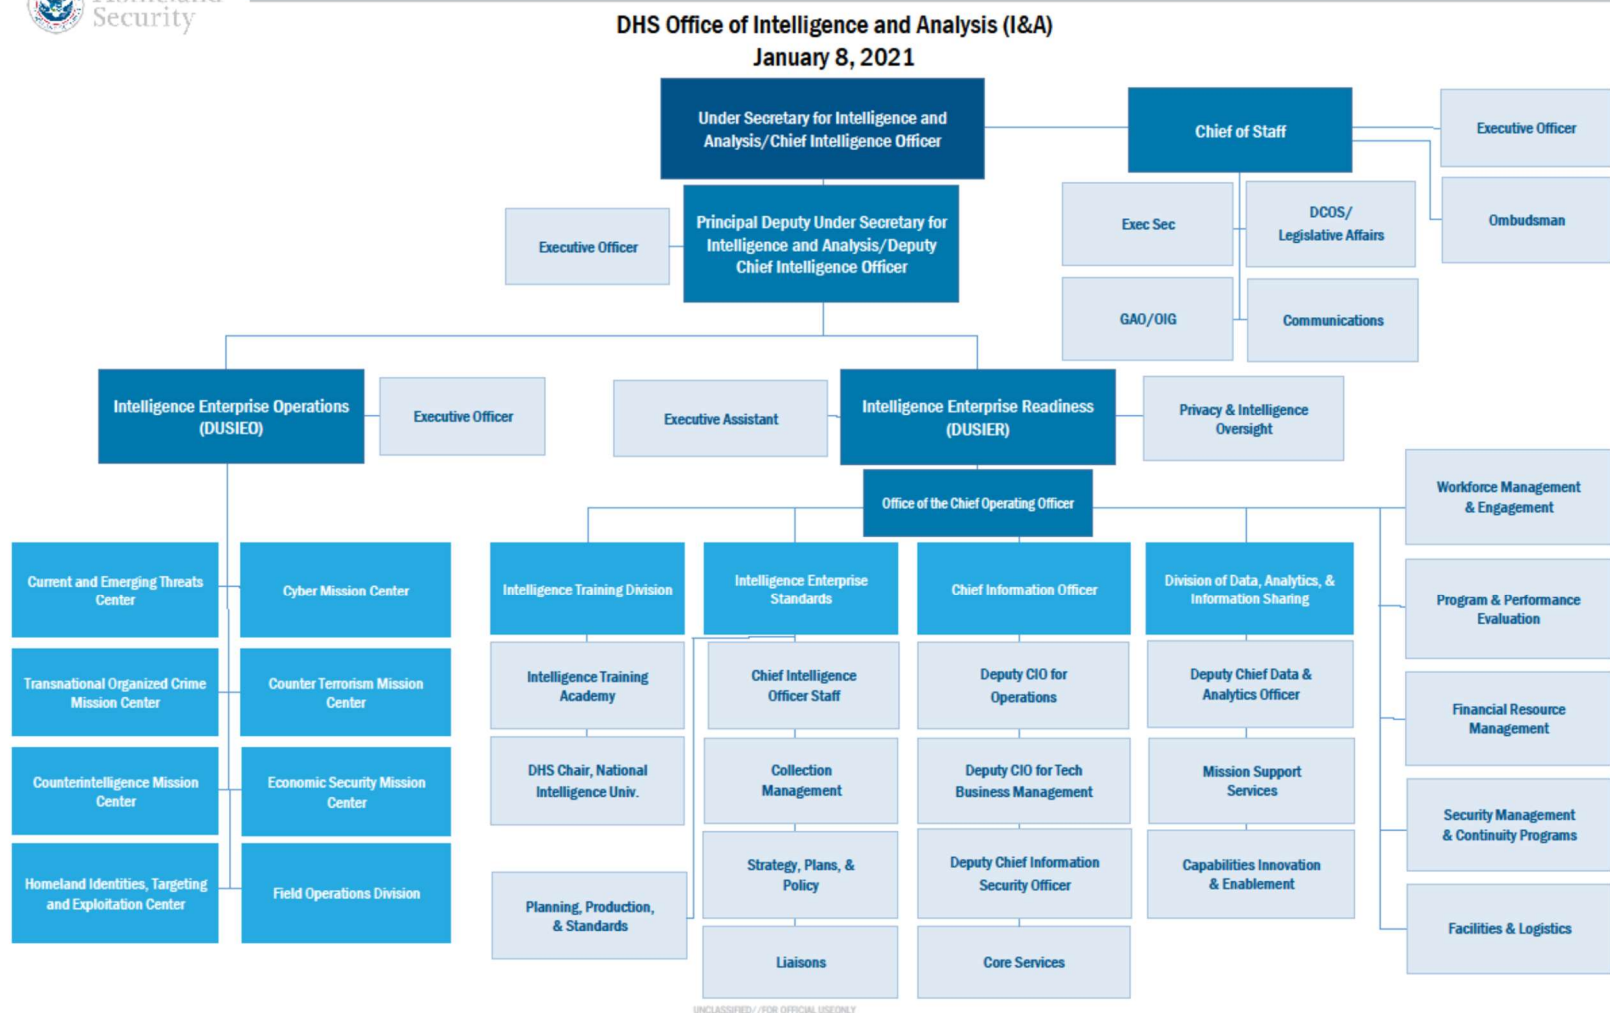 Security
DHS Office of Intelligence and Analysis (I&A)
January 8, 2021
Under Secretary for Intelligence and
Analysis/Chief Intelligence Officer
Chief of Staff
Executive Officer
Principal Deputy Under Secretary for
Intelligence and Analysis/Deputy
Chief Intelligence Officer
Executive Officer
Exec Sec
DCOS/
Legislative Affairs
Ombudsman
GAO/OIG
Communications
Intelligence Enterprise Operations
(DUSIEO)
Executive Officer
Executive Assistant
Intelligence Enterprise Readiness
(DUSIER)
Privacy & Intelligence
Oversight
Office of the Chief Operating Officer
Workforce Management
& Engagement
Current and Emerging Threats
Center
Cyber Mission Center
Intelligence Training Division
Intelligence Enterprise
Standards
Chief Information Officer
Division of Data, Analytics, &
Information Sharing
Program & Performance
Evaluation
Transnational Organized Crime
Mission Center
Counter Terrorism Mission
Center
Intelligence Training
Academy
Chief Intelligence
Officer Staff
Deputy CIO for
Operations
Deputy Chief Data &
Analytics Officer
Financial Resource
Management
Counterintelligence Mission
Center
Economic Security Mission
Center
DHS Chair, National
Intelligence Univ.
Collection
Management
Deputy CIO for Tech
Business Management
Mission Support
Services
Security Management
& Continuity Programs
Homeland Identities, Targeting
and Exploitation Center
Field Operations Division
Planning, Production,
& Standards
Strategy, Plans, &
Policy
Deputy Chief Information
Security Officer
Capabilities Innovation
& Enablement
Facilities & Logistics
Liaisons
Core Services
UNCLASSIFIED//FOR OFFICIAL USEONLY